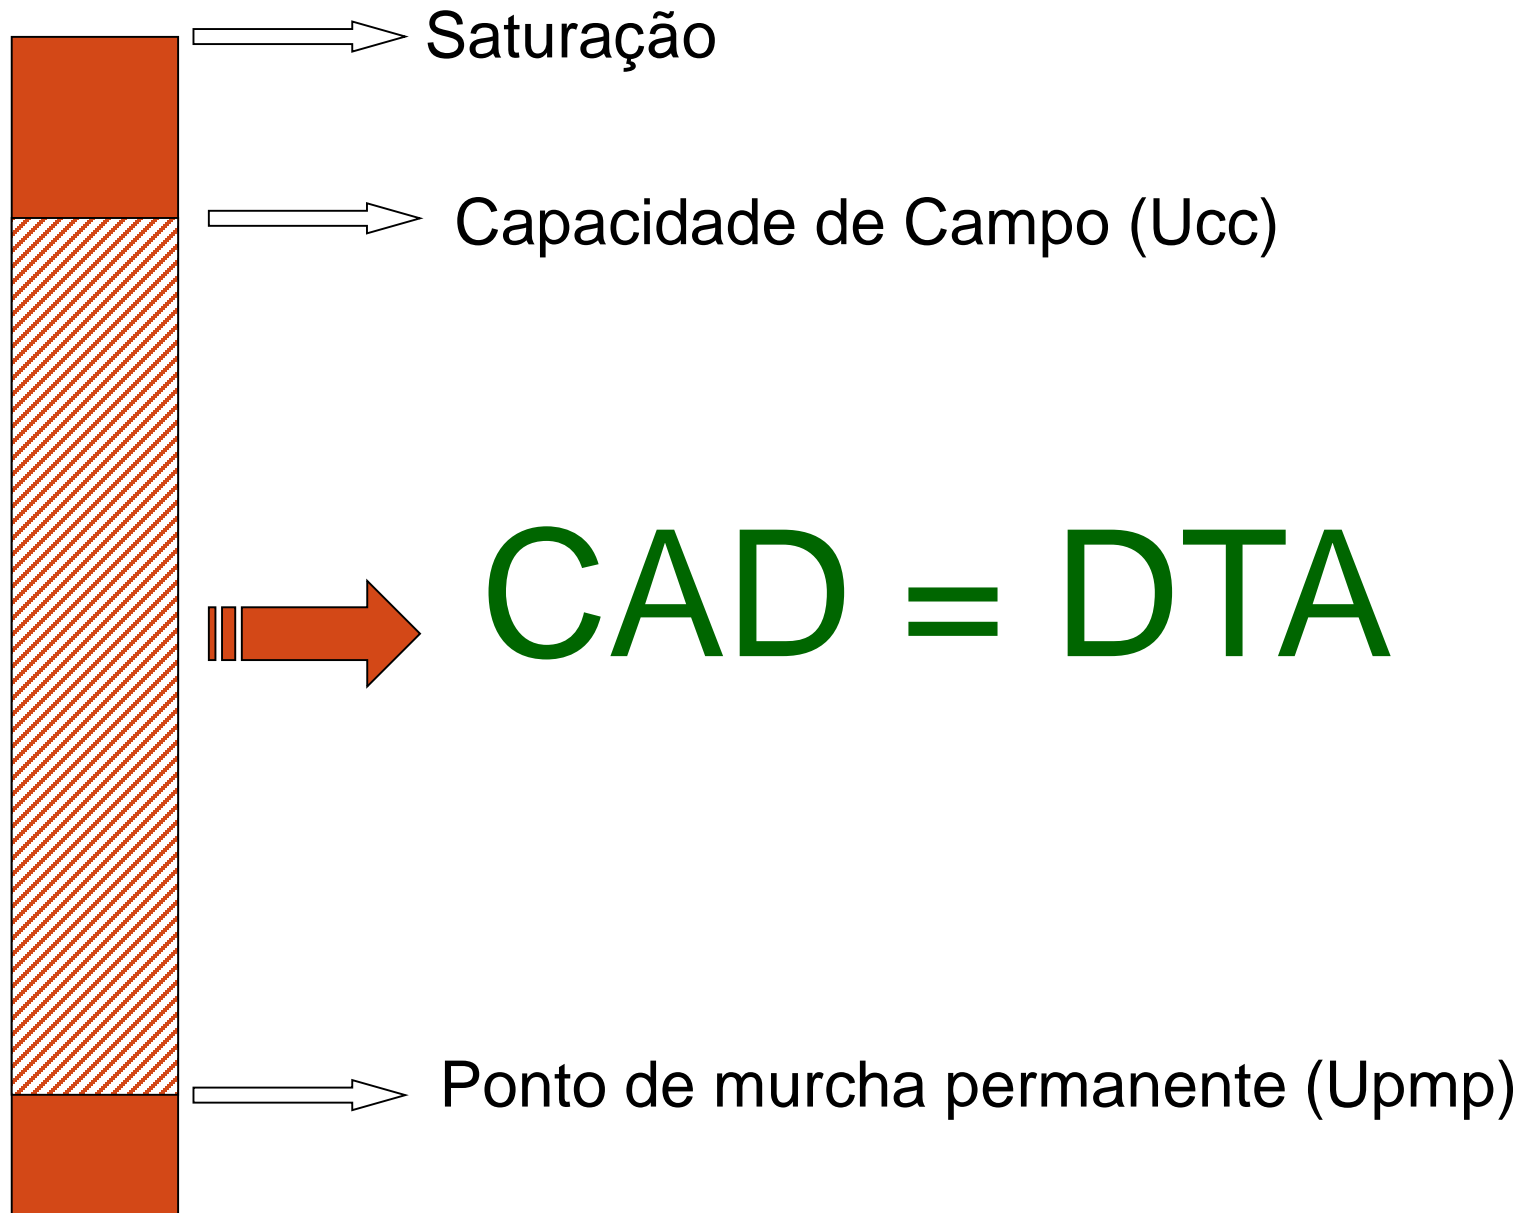 Saturação
Capacidade de Campo (Ucc)
CAD = DTA
Ponto de murcha permanente (Upmp)